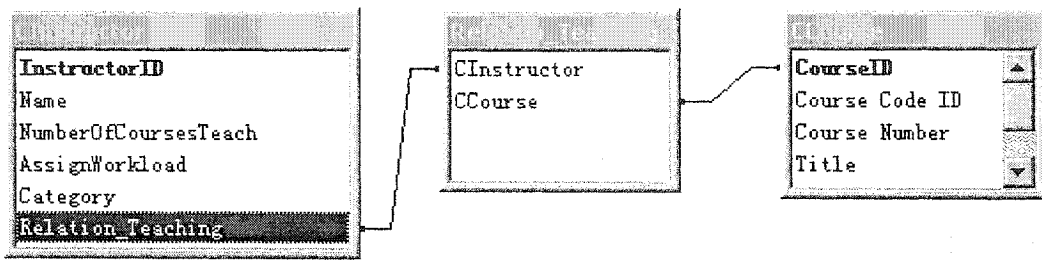 InstructorID
Name
NumberOfCoursesTeach
AssignWorkload
Category
Relation_Teaching
CInstructor
CCourse
CourseID
Course Code ID
Course Number
Title